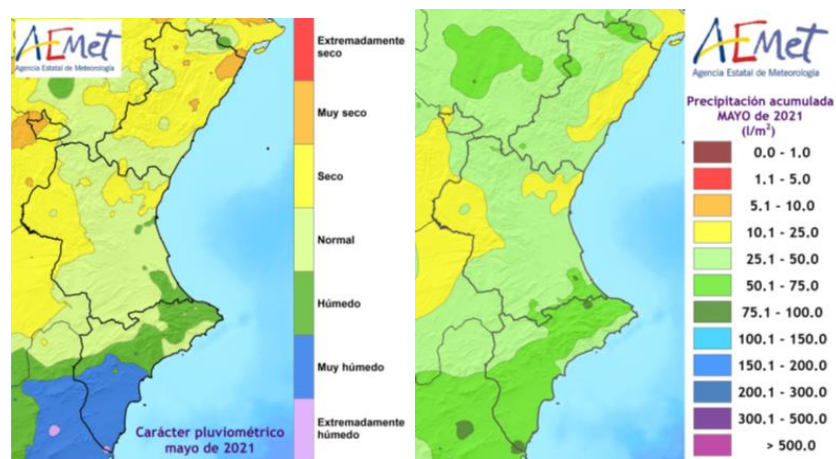 AEMet
Agencia Estatal de Meteorología
Extremadamente
seco
Muy seco
Seco
Normal
Húmedo
Muy húmedo
Extremadamente
húmedo
Carácter pluviométrico
mayo de 2021
AEMet
Agencia Estatal de Meteorología
Precipitación acumulada
MAYO de 2021
(l/m²)
0.0 - 1.0
1.1 - 5.0
5.1 - 10.0
10.1 - 25.0
25.1 - 50.0
50.1 - 75.0
75.1 - 100.0
100.1 - 150.0
150.1 - 200.0
200.1 - 300.0
300.1 - 500.0
> 500.0